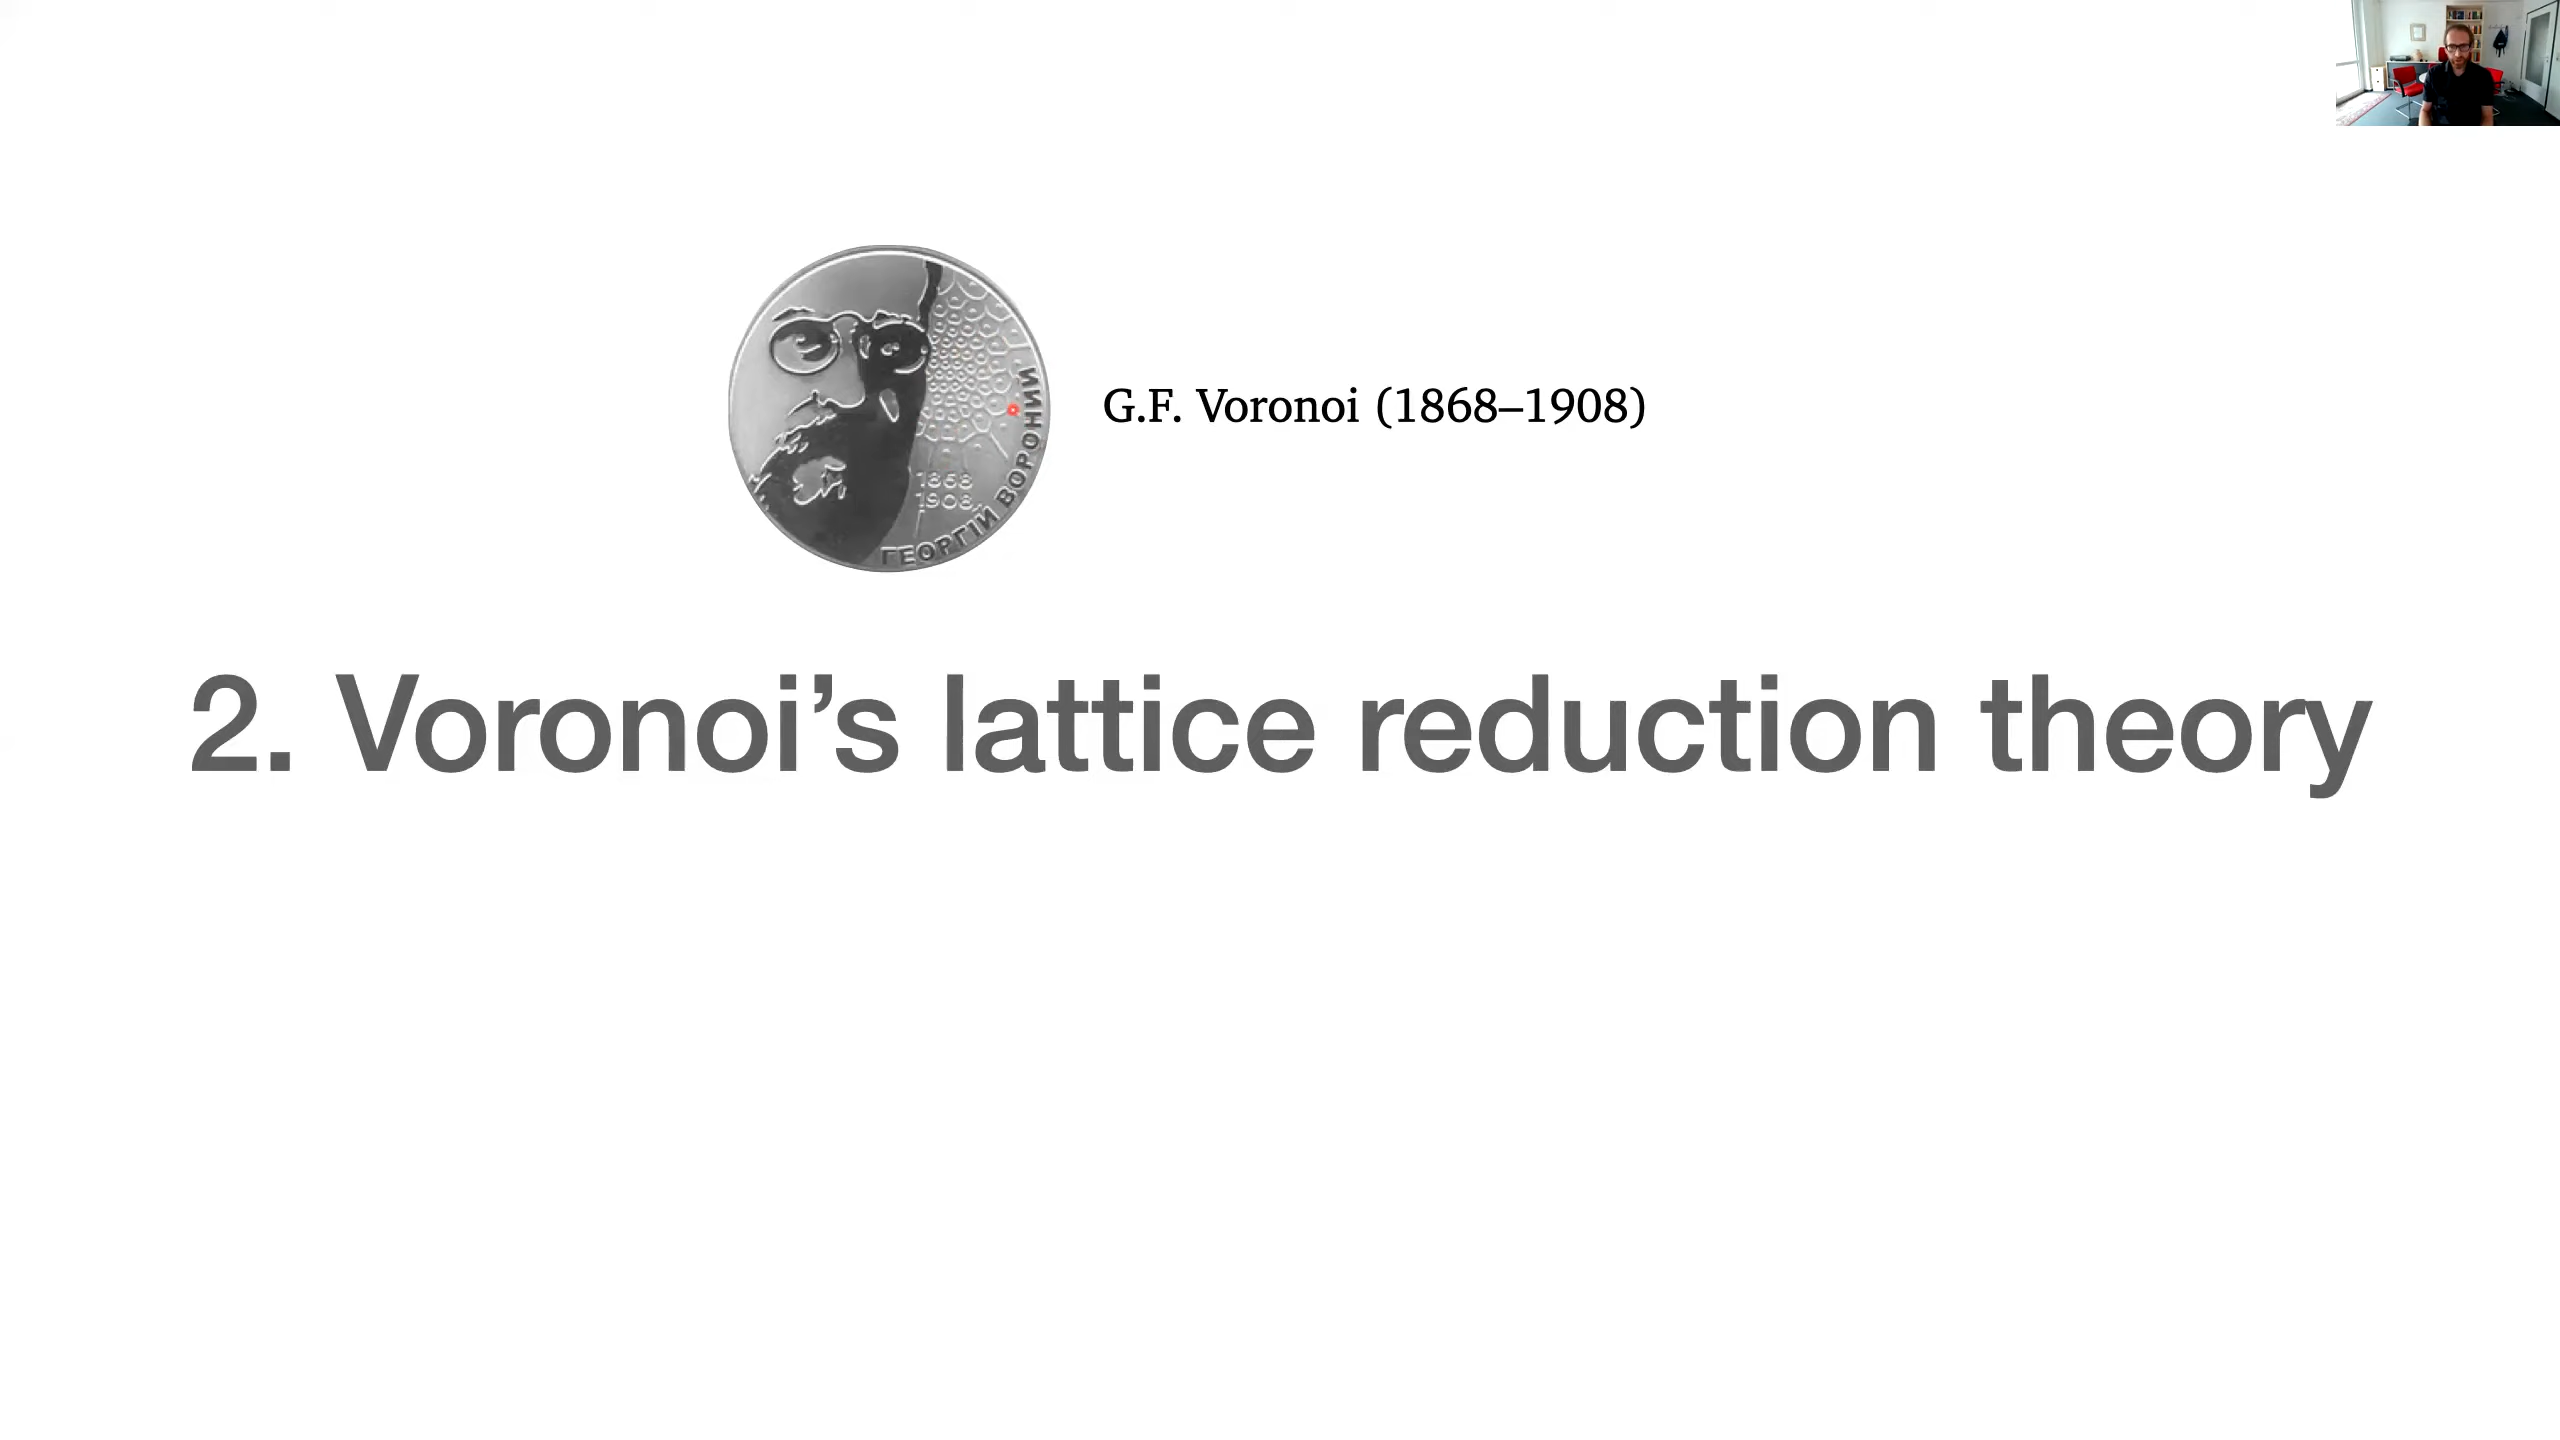 1868
1908
ГЕОРГІЙ ВОРОНИЙ
G.F. Voronoi (1868–1908)
2. Voronoi’s lattice reduction theory